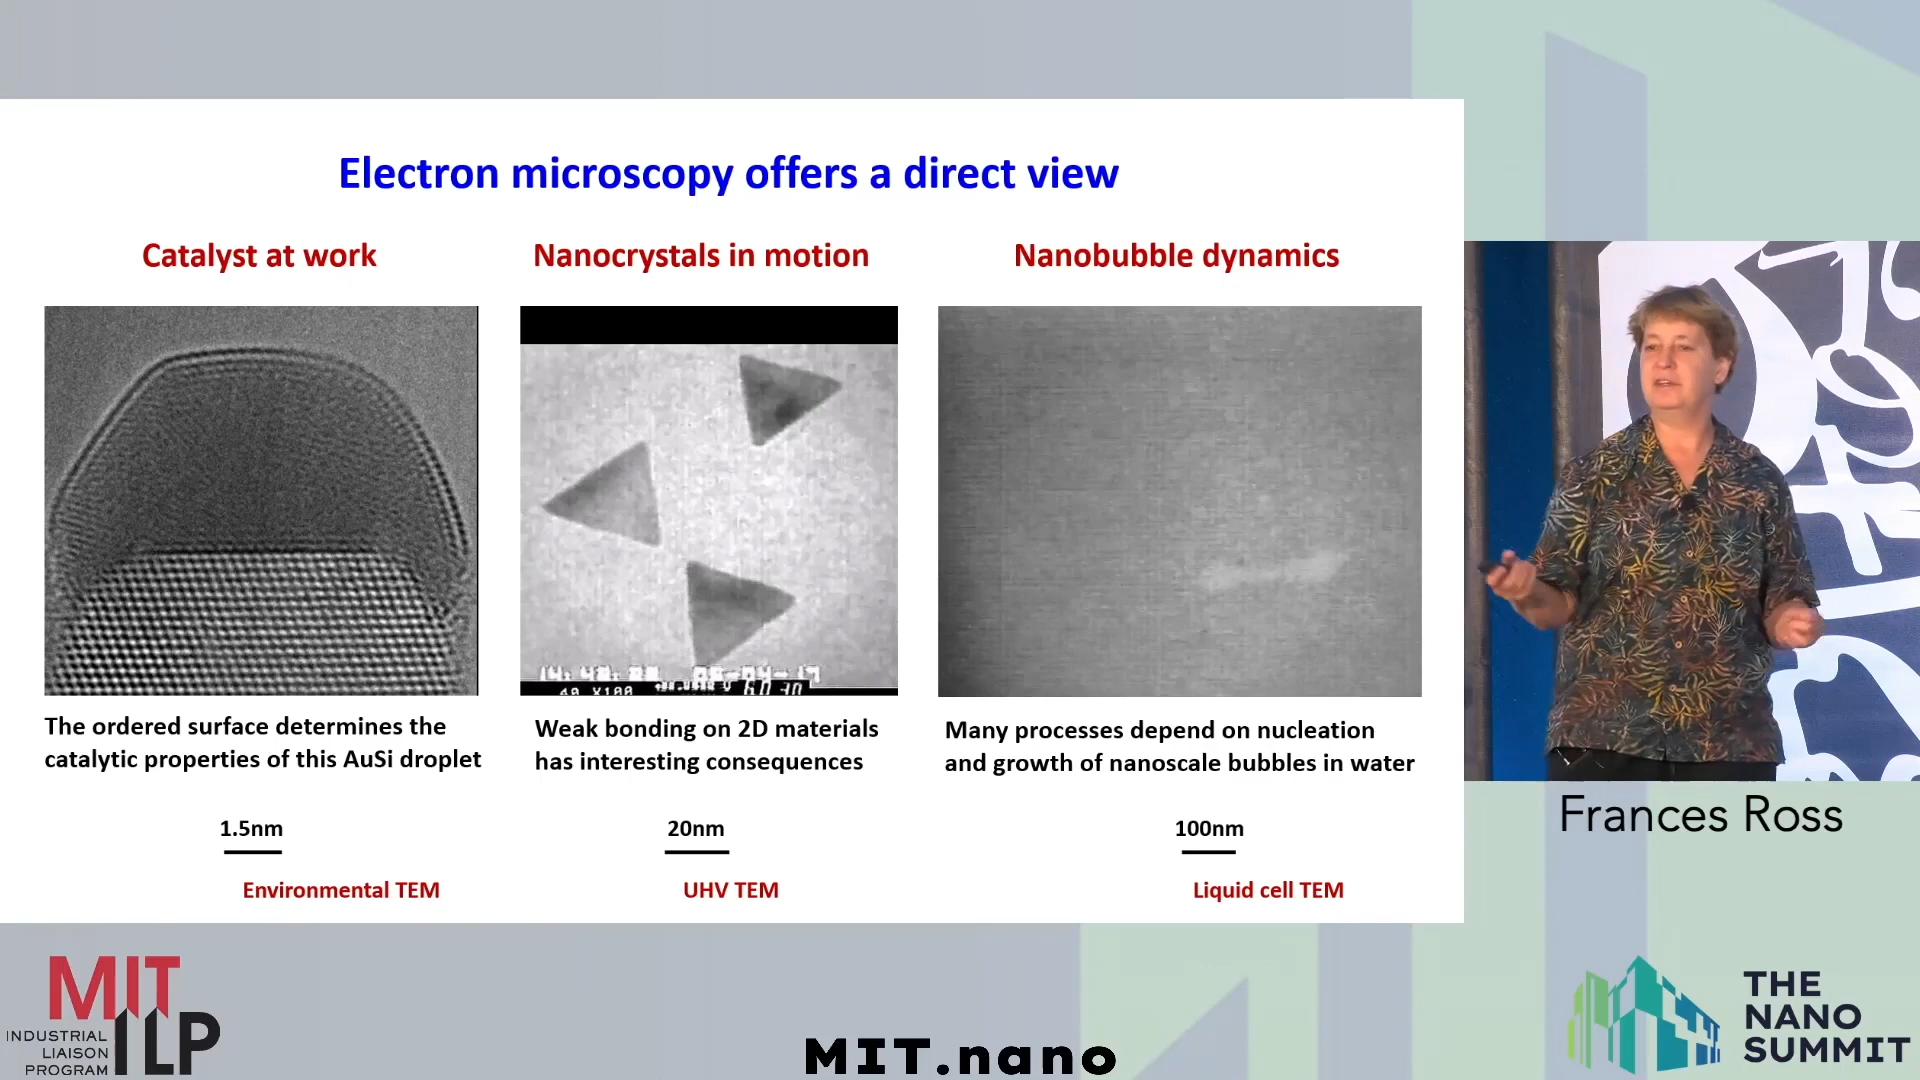 Electron microscopy offers a direct view
Catalyst at work
Nanocrystals in motion
Nanobubble dynamics
The ordered surface determines the
catalytic properties of this AuSi droplet
Weak bonding on 2D materials
has interesting consequences
Many processes depend on nucleation
and growth of nanoscale bubbles in water
1.5nm
20nm
100nm
Environmental TEM
UHV TEM
Liquid cell TEM
Frances Ross
MIT
ILP
INDUSTRIAL
LIAISON
PROGRAM
MIT.nano
THE
NANO
SUMMIT